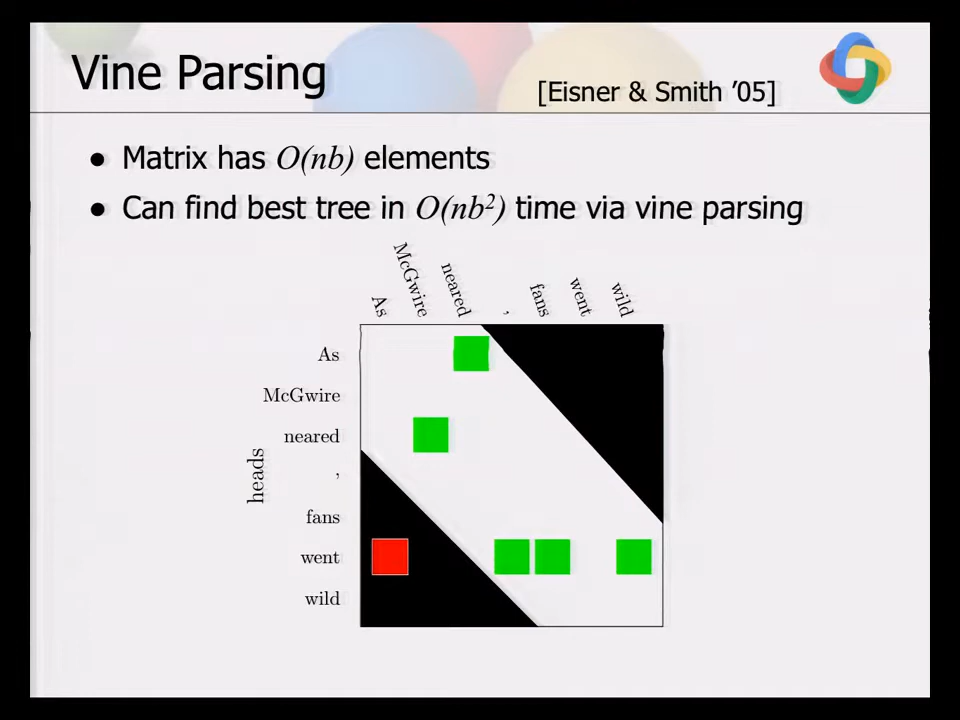 Vine Parsing
[Eisner & Smith ’05]
● Matrix has O(nb) elements
● Can find best tree in O(nb²) time via vine parsing
As McGwire neared , fans went wild
As
McGwire
neared
,
fans
went
wild
heads